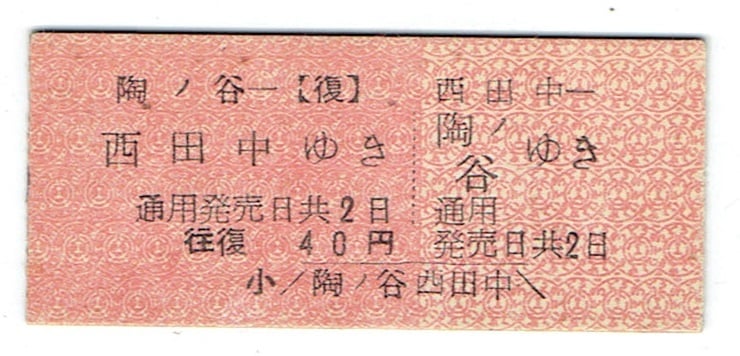 陶ノ谷ー【復】
西田中ゆき
通用発売日共2日
往復 40円
西田中ー
陶ノ谷ゆき
通用
発売日共2日
小／陶ノ谷西田中＼